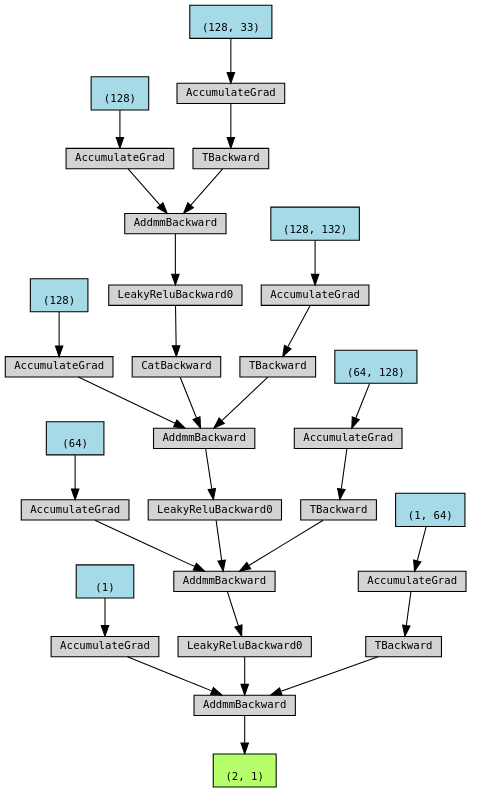 (128, 33)
AccumulateGrad
(128)
AccumulateGrad
TBackward
AddmmBackward
(128, 132)
LeakyReluBackward0
AccumulateGrad
(128)
AccumulateGrad
CatBackward
TBackward
(64, 128)
AddmmBackward
AccumulateGrad
(64)
AccumulateGrad
LeakyReluBackward0
TBackward
(1, 64)
AddmmBackward
AccumulateGrad
(1)
AccumulateGrad
LeakyReluBackward0
TBackward
AddmmBackward
(2, 1)